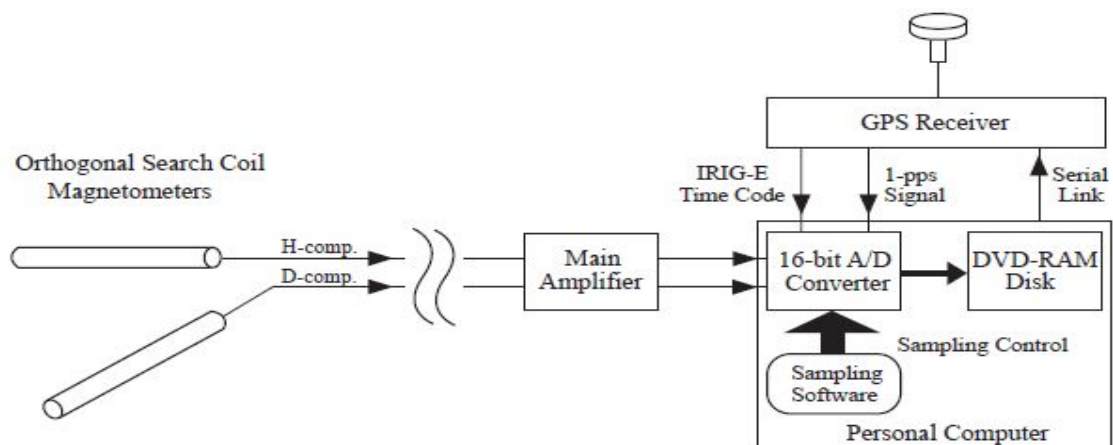 GPS Receiver
Orthogonal Search Coil
Magnetometers
IRIG-E
Time Code
1-pps
Signal
Serial
Link
H-comp.
D-comp.
Main
Amplifier
16-bit A/D
Converter
DVD-RAM
Disk
Sampling Control
Sampling
Software
Personal Computer